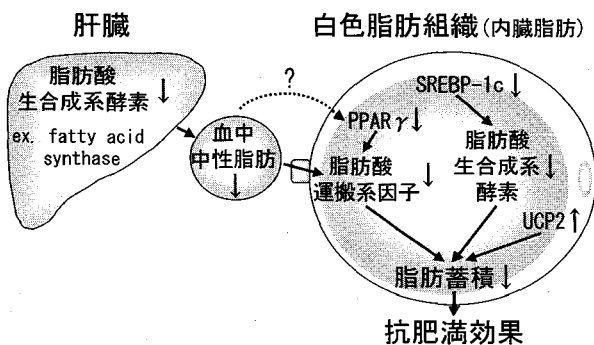 肝臓
白色脂肪組織(内臓脂肪)
脂肪酸
生合成系酵素↓
ex. fatty acid
synthase
血中
中性脂肪
↓
?
SREBP-1c↓
PPARγ↓
脂肪酸
運搬系因子↓
脂肪酸
生合成系↓
酵素
UCP2↑
脂肪蓄積↓
抗肥満効果